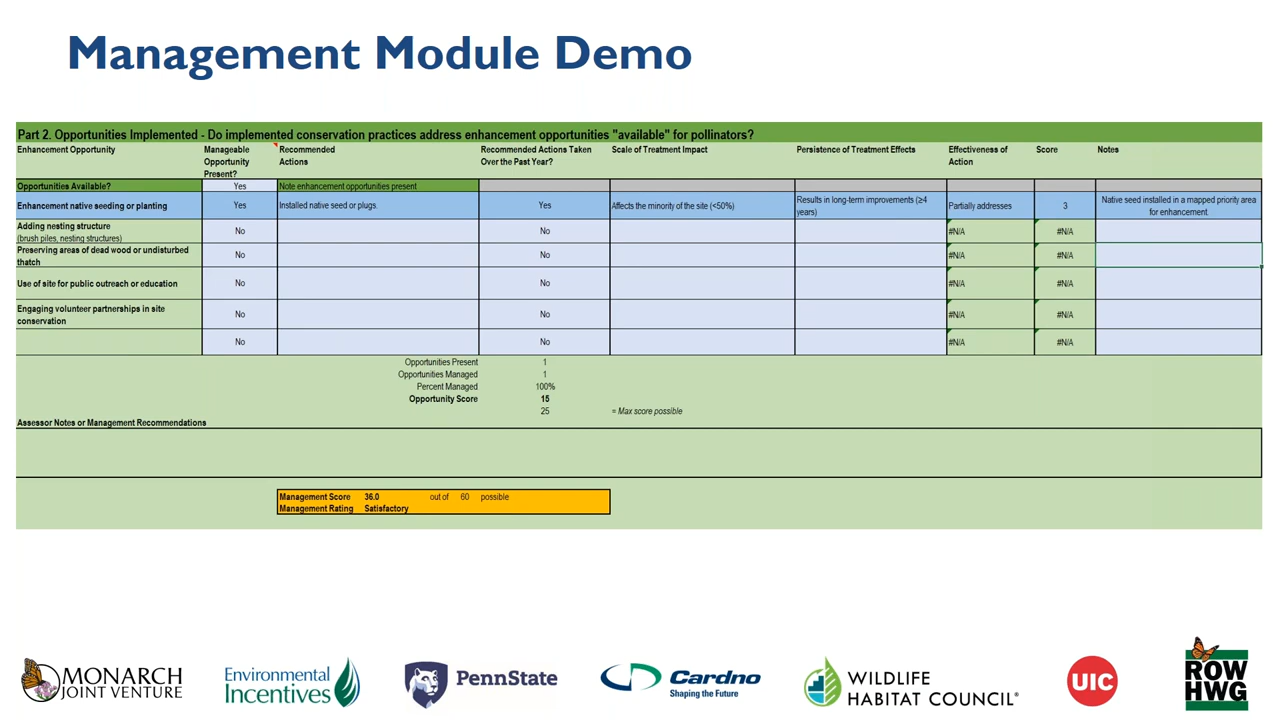 Management Module Demo
Part 2. Opportunities Implemented - Do implemented conservation practices address enhancement opportunities "available" for pollinators?
Enhancement Opportunity Manageable Opportunity Present? Recommended Actions Recommended Actions Taken Over the Past Year? Scale of Treatment Impact Persistence of Treatment Effects Effectiveness of Action Score Notes
Opportunities Available? Yes Note enhancement opportunities present
Enhancement native seeding or planting Yes Installed native seed or plugs. Yes Affects the minority of the site (<50%) Results in long-term improvements (≥4 years) Partially addresses 3 Native seed installed in a mapped priority area for enhancement
Adding nesting structure (brush piles, nesting structures) No No #N/A #N/A
Preserving areas of dead wood or undisturbed thatch No No #N/A #N/A
Use of site for public outreach or education No No #N/A #N/A
Engaging volunteer partnerships in site conservation No No #N/A #N/A
No No #N/A #N/A
Opportunities Present 1
Opportunities Managed 1
Percent Managed 100%
Opportunity Score 15
25 = Max score possible
Assessor Notes or Management Recommendations
Management Score 36.0 out of 60 possible
Management Rating Satisfactory
MONARCH JOINT VENTURE
Environmental Incentives
PennState
Cardno
Shaping the Future
WILDLIFE HABITAT COUNCIL®
UIC
ROW HWG